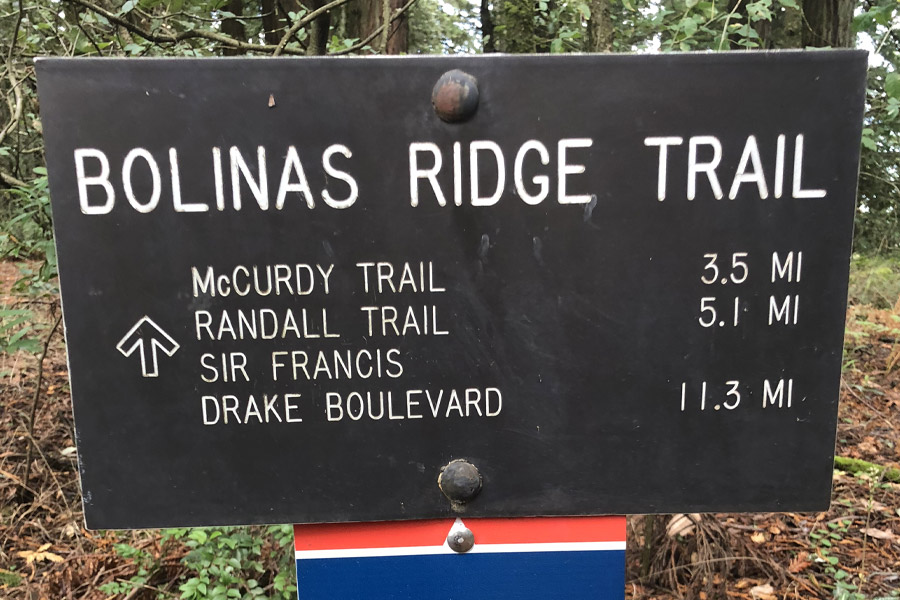 BOLINAS RIDGE TRAIL
McCURDY TRAIL 3.5 MI
RANDALL TRAIL 5.1 MI
SIR FRANCIS
DRAKE BOULEVARD 11.3 MI